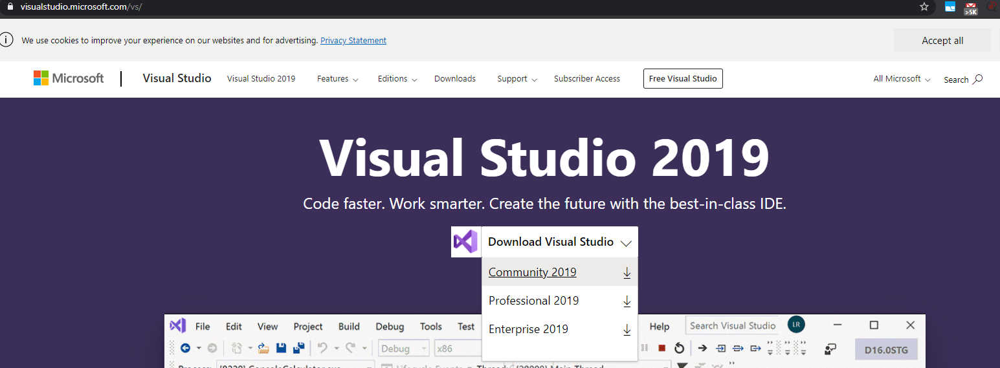 visualstudio.microsoft.com/vs/
>5K
We use cookies to improve your experience on our websites and for advertising. Privacy Statement
Accept all
Microsoft
Visual Studio
Visual Studio 2019
Features
Editions
Downloads
Support
Subscriber Access
Free Visual Studio
All Microsoft
Search
Visual Studio 2019
Code faster. Work smarter. Create the future with the best-in-class IDE.
Download Visual Studio
Community 2019
Professional 2019
Enterprise 2019
File Edit View Project Build Debug Tools Test Help
Search Visual Studio
LR
Debug
x86
D16.0STG